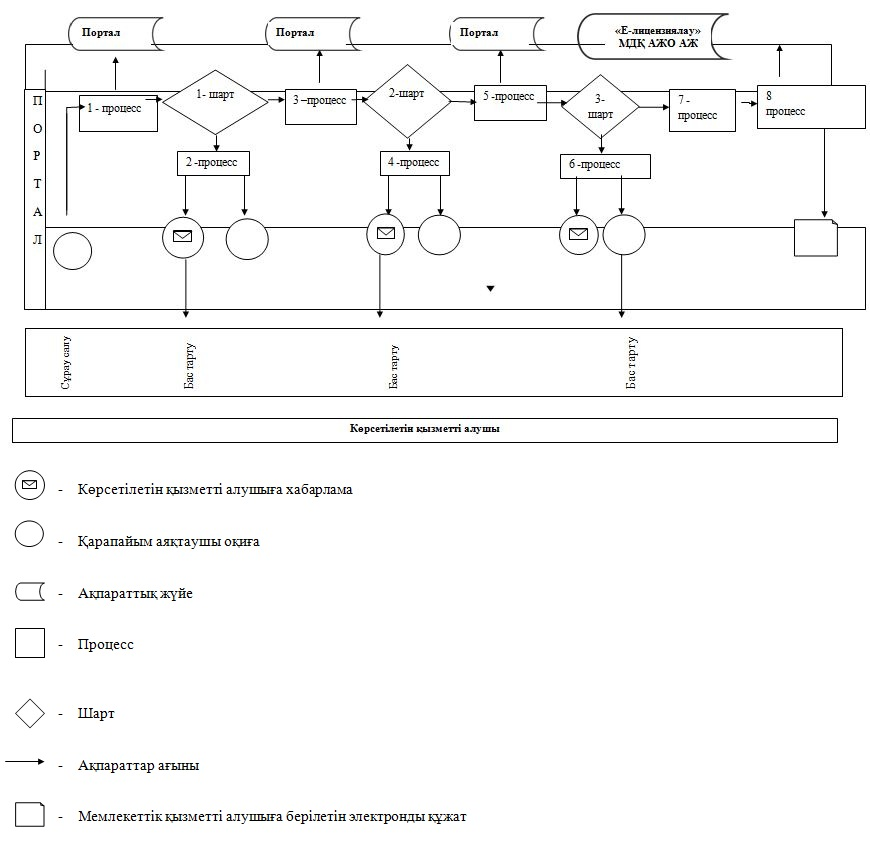 Портал
Портал
Портал
«Е-лицензиялау»
МДҚ АЖО АЖ
ПОРТАЛ
1 - процесс
1- шарт
3 –процесс
2-шарт
5 -процесс
3-
шарт
7 -
процесс
8
процесс
2 -процесс
4 -процесс
6 -процесс
Сұрау салу
Бас тарту
Бас тарту
Бас тарту
Көрсетілетін қызметті алушы
- Көрсетілетін қызметті алушыға хабарлама
- Қарапайым аяқтаушы оқиға
- Ақпараттық жүйе
- Процесс
- Шарт
- Ақпараттар ағыны
- Мемлекеттік қызметті алушыға берілетін электронды құжат